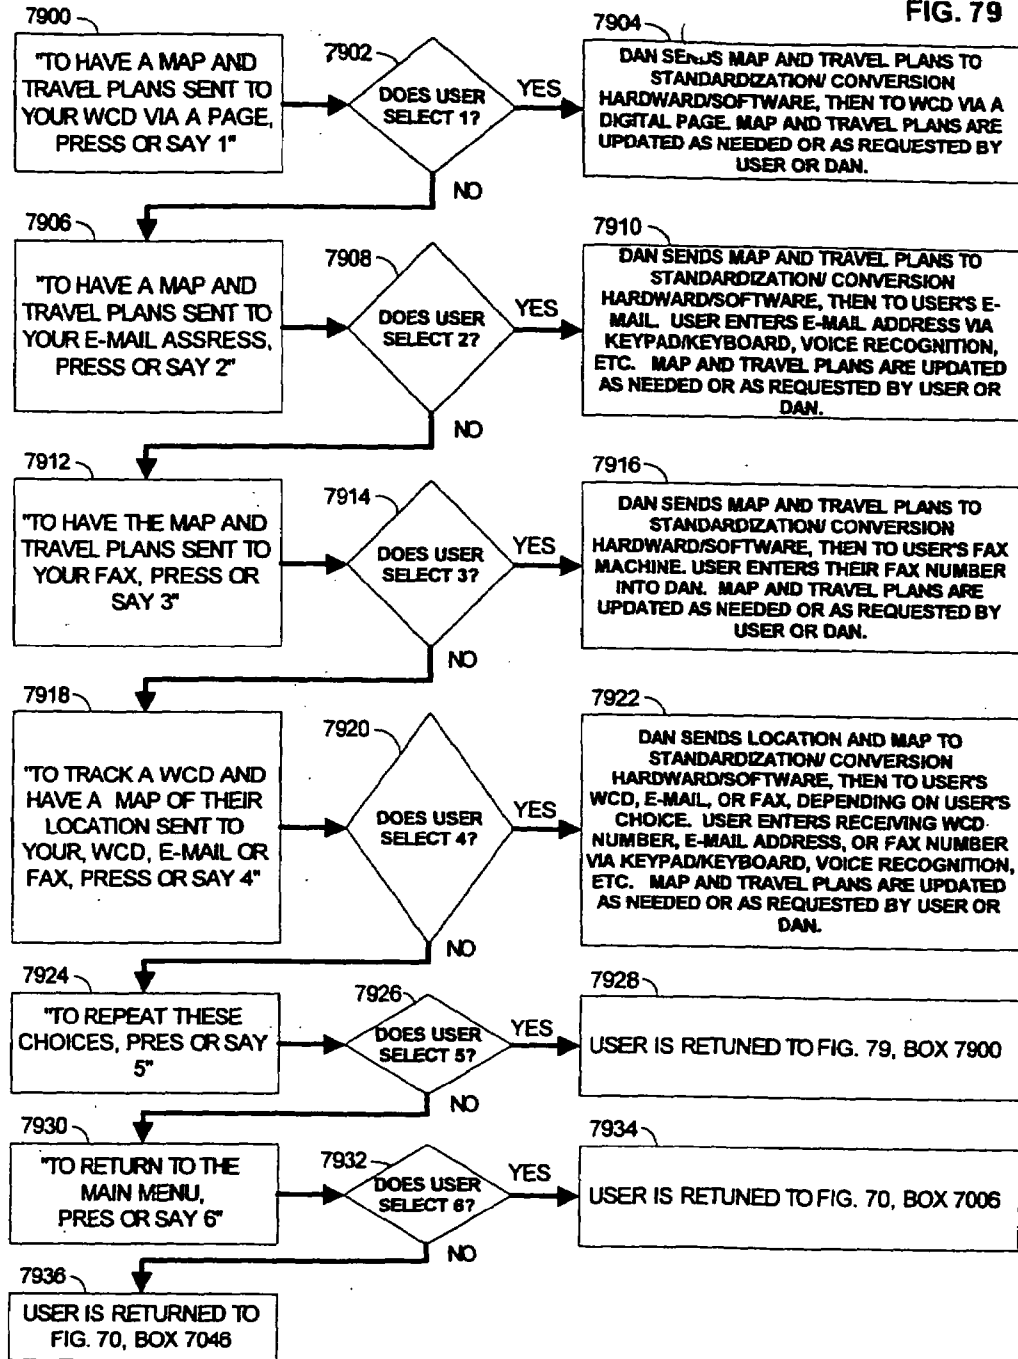 FIG. 79
7900
"TO HAVE A MAP AND
TRAVEL PLANS SENT TO
YOUR WCD VIA A PAGE,
PRESS OR SAY 1"
7902
DOES USER
SELECT 1?
YES
NO
7904
DAN SENDS MAP AND TRAVEL PLANS TO
STANDARDIZATION/ CONVERSION
HARDWARD/SOFTWARE, THEN TO WCD VIA A
DIGITAL PAGE. MAP AND TRAVEL PLANS ARE
UPDATED AS NEEDED OR AS REQUESTED BY
USER OR DAN.
7906
"TO HAVE A MAP AND
TRAVEL PLANS SENT TO
YOUR E-MAIL ASSRESS,
PRESS OR SAY 2"
7908
DOES USER
SELECT 2?
YES
NO
7910
DAN SENDS MAP AND TRAVEL PLANS TO
STANDARDIZATION/ CONVERSION
HARDWARD/SOFTWARE, THEN TO USER'S E-
MAIL. USER ENTERS E-MAIL ADDRESS VIA
KEYPAD/KEYBOARD, VOICE RECOGNITION,
ETC. MAP AND TRAVEL PLANS ARE UPDATED
AS NEEDED OR AS REQUESTED BY USER OR
DAN.
7912
"TO HAVE THE MAP AND
TRAVEL PLANS SENT TO
YOUR FAX, PRESS OR
SAY 3"
7914
DOES USER
SELECT 3?
YES
NO
7916
DAN SENDS MAP AND TRAVEL PLANS TO
STANDARDIZATION/ CONVERSION
HARDWARD/SOFTWARE, THEN TO USER'S FAX
MACHINE. USER ENTERS THEIR FAX NUMBER
INTO DAN. MAP AND TRAVEL PLANS ARE
UPDATED AS NEEDED OR AS REQUESTED BY
USER OR DAN.
7918
"TO TRACK A WCD AND
HAVE A MAP OF THEIR
LOCATION SENT TO
YOUR, WCD, E-MAIL OR
FAX, PRESS OR SAY 4"
7920
DOES USER
SELECT 4?
YES
NO
7922
DAN SENDS LOCATION AND MAP TO
STANDARDIZATION/ CONVERSION
HARDWARD/SOFTWARE, THEN TO USER'S
WCD, E-MAIL, OR FAX, DEPENDING ON USER'S
CHOICE. USER ENTERS RECEIVING WCD
NUMBER, E-MAIL ADDRESS, OR FAX NUMBER
VIA KEYPAD/KEYBOARD, VOICE RECOGNITION,
ETC. MAP AND TRAVEL PLANS ARE UPDATED
AS NEEDED OR AS REQUESTED BY USER OR
DAN.
7924
"TO REPEAT THESE
CHOICES, PRES OR SAY
5"
7926
DOES USER
SELECT 5?
YES
NO
7928
USER IS RETUNED TO FIG. 79, BOX 7900
7930
"TO RETURN TO THE
MAIN MENU,
PRES OR SAY 6"
7932
DOES USER
SELECT 6?
YES
NO
7934
USER IS RETUNED TO FIG. 70, BOX 7006
7936
USER IS RETURNED TO
FIG. 70, BOX 7046